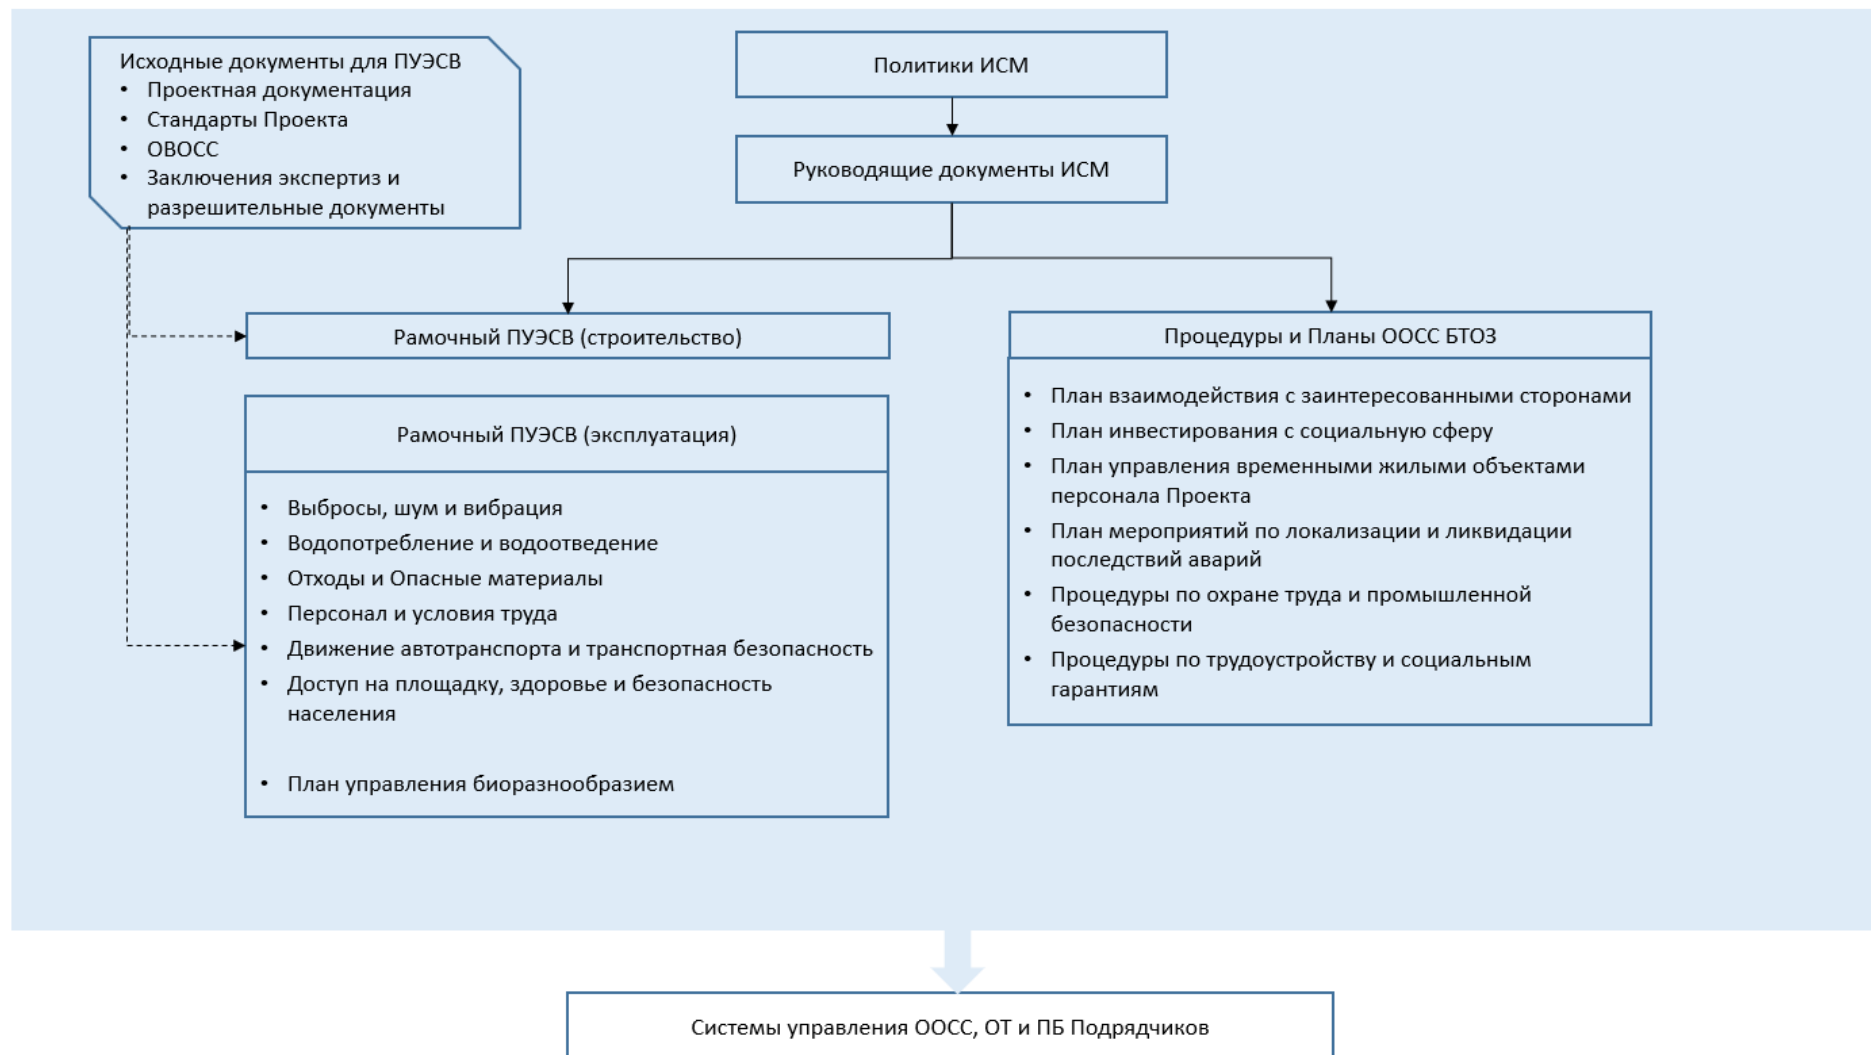 Исходные документы для ПУЭСВ
• Проектная документация
• Стандарты Проекта
• ОВОСС
• Заключения экспертиз и
разрешительные документы
Политики ИСМ
Руководящие документы ИСМ
Рамочный ПУЭСВ (строительство)
Рамочный ПУЭСВ (эксплуатация)
• Выбросы, шум и вибрация
• Водопотребление и водоотведение
• Отходы и Опасные материалы
• Персонал и условия труда
• Движение автотранспорта и транспортная безопасность
• Доступ на площадку, здоровье и безопасность
населения
• План управления биоразнообразием
Процедуры и Планы ООСС БТОЗ
• План взаимодействия с заинтересованными сторонами
• План инвестирования с социальную сферу
• План управления временными жилыми объектами
персонала Проекта
• План мероприятий по локализации и ликвидации
последствий аварий
• Процедуры по охране труда и промышленной
безопасности
• Процедуры по трудоустройству и социальным
гарантиям
Системы управления ООСС, ОТ и ПБ Подрядчиков